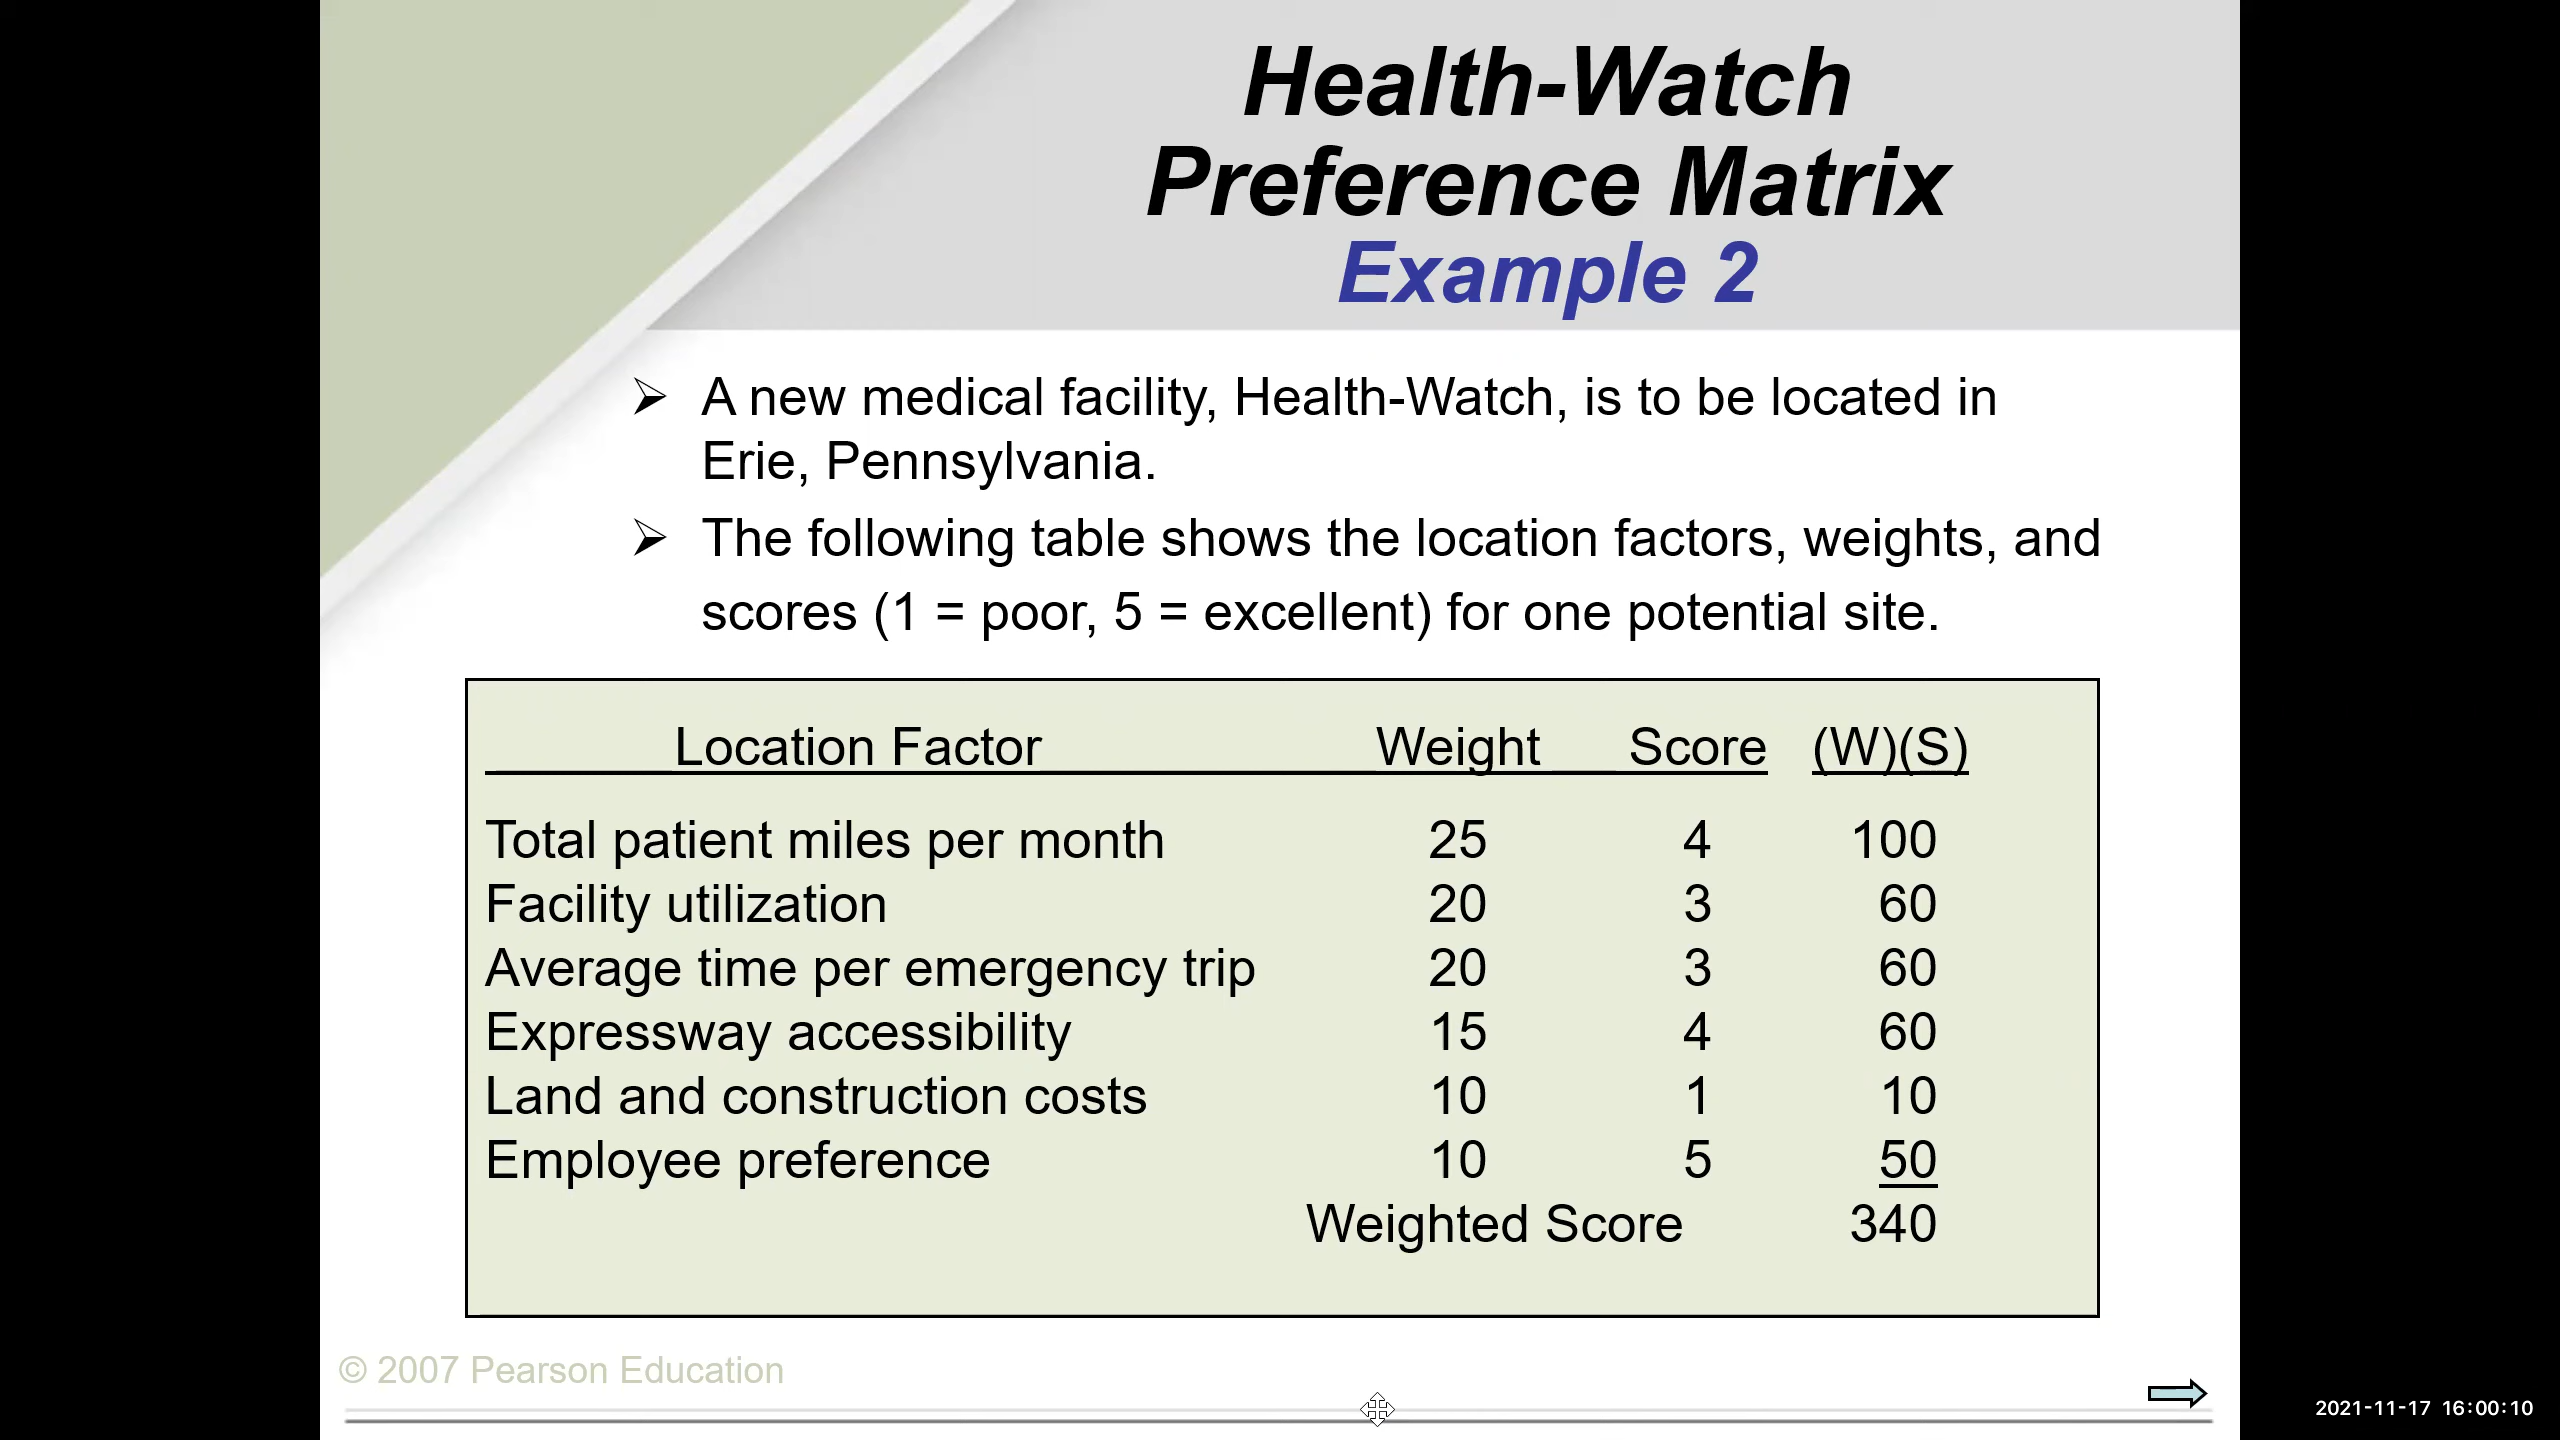 Health-Watch
Preference Matrix
Example 2
A new medical facility, Health-Watch, is to be located in
Erie, Pennsylvania.
The following table shows the location factors, weights, and
scores (1 = poor, 5 = excellent) for one potential site.
Location Factor Weight Score (W)(S)
Total patient miles per month 25 4 100
Facility utilization 20 3 60
Average time per emergency trip 20 3 60
Expressway accessibility 15 4 60
Land and construction costs 10 1 10
Employee preference 10 5 50
Weighted Score 340
© 2007 Pearson Education
2021-11-17 16:00:10